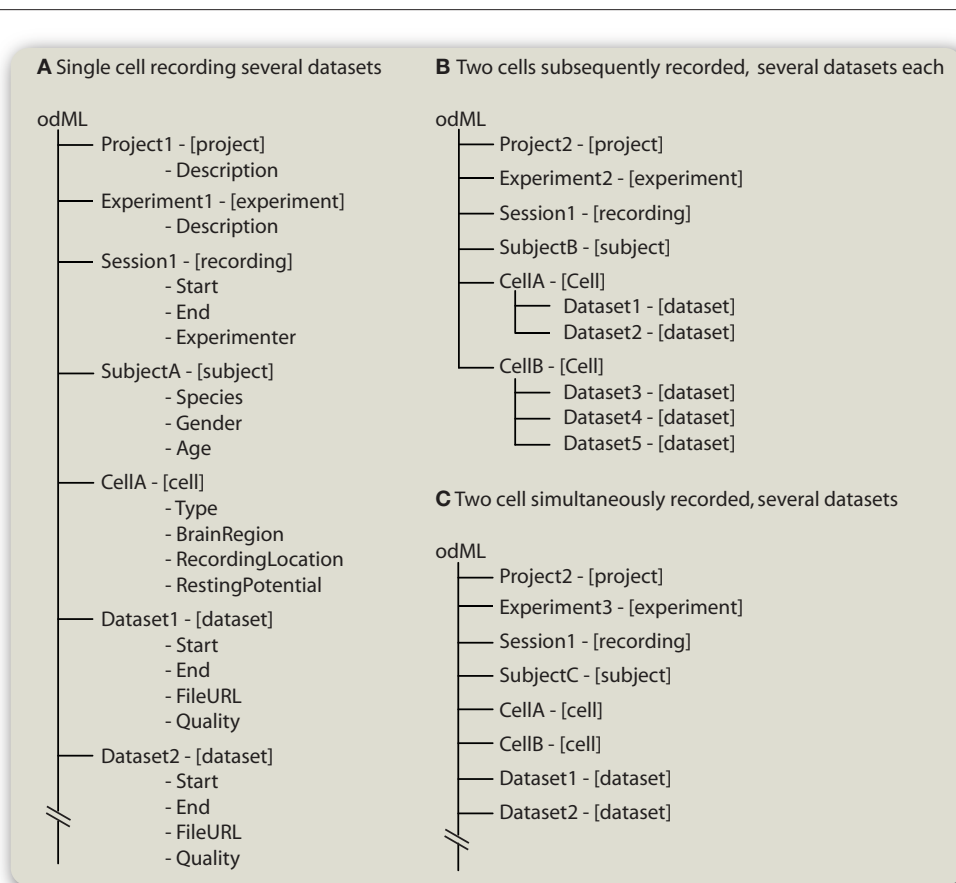 A Single cell recording several datasets
odML
Project1 - [project]
- Description
Experiment1 - [experiment]
- Description
Session1 - [recording]
- Start
- End
- Experimenter
SubjectA - [subject]
- Species
- Gender
- Age
CellA - [cell]
- Type
- BrainRegion
- RecordingLocation
- RestingPotential
Dataset1 - [dataset]
- Start
- End
- FileURL
- Quality
Dataset2 - [dataset]
- Start
- End
- FileURL
- Quality
B Two cells subsequently recorded, several datasets each
odML
Project2 - [project]
Experiment2 - [experiment]
Session1 - [recording]
SubjectB - [subject]
CellA - [Cell]
Dataset1 - [dataset]
Dataset2 - [dataset]
CellB - [Cell]
Dataset3 - [dataset]
Dataset4 - [dataset]
Dataset5 - [dataset]
C Two cell simultaneously recorded, several datasets
odML
Project2 - [project]
Experiment3 - [experiment]
Session1 - [recording]
SubjectC - [subject]
CellA - [cell]
CellB - [cell]
Dataset1 - [dataset]
Dataset2 - [dataset]